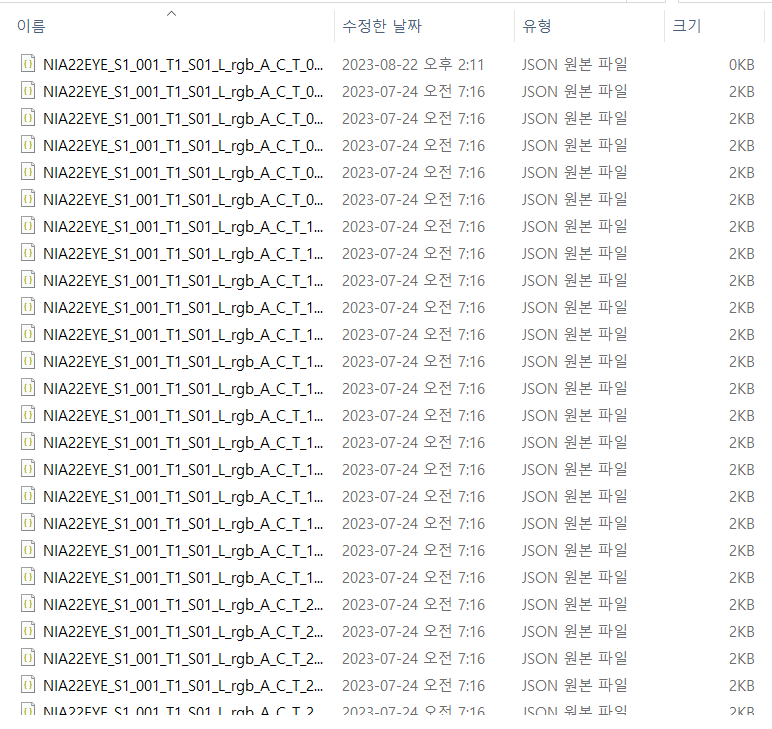 이름 수정한 날짜 유형 크기
NIA22EYE_S1_001_T1_S01_L_rgb_A_C_T_0... 2023-08-22 오후 2:11 JSON 원본 파일 0KB
NIA22EYE_S1_001_T1_S01_L_rgb_A_C_T_0... 2023-07-24 오전 7:16 JSON 원본 파일 2KB
NIA22EYE_S1_001_T1_S01_L_rgb_A_C_T_0... 2023-07-24 오전 7:16 JSON 원본 파일 2KB
NIA22EYE_S1_001_T1_S01_L_rgb_A_C_T_0... 2023-07-24 오전 7:16 JSON 원본 파일 2KB
NIA22EYE_S1_001_T1_S01_L_rgb_A_C_T_0... 2023-07-24 오전 7:16 JSON 원본 파일 2KB
NIA22EYE_S1_001_T1_S01_L_rgb_A_C_T_0... 2023-07-24 오전 7:16 JSON 원본 파일 2KB
NIA22EYE_S1_001_T1_S01_L_rgb_A_C_T_1... 2023-07-24 오전 7:16 JSON 원본 파일 2KB
NIA22EYE_S1_001_T1_S01_L_rgb_A_C_T_1... 2023-07-24 오전 7:16 JSON 원본 파일 2KB
NIA22EYE_S1_001_T1_S01_L_rgb_A_C_T_1... 2023-07-24 오전 7:16 JSON 원본 파일 2KB
NIA22EYE_S1_001_T1_S01_L_rgb_A_C_T_1... 2023-07-24 오전 7:16 JSON 원본 파일 2KB
NIA22EYE_S1_001_T1_S01_L_rgb_A_C_T_1... 2023-07-24 오전 7:16 JSON 원본 파일 2KB
NIA22EYE_S1_001_T1_S01_L_rgb_A_C_T_1... 2023-07-24 오전 7:16 JSON 원본 파일 2KB
NIA22EYE_S1_001_T1_S01_L_rgb_A_C_T_1... 2023-07-24 오전 7:16 JSON 원본 파일 2KB
NIA22EYE_S1_001_T1_S01_L_rgb_A_C_T_1... 2023-07-24 오전 7:16 JSON 원본 파일 2KB
NIA22EYE_S1_001_T1_S01_L_rgb_A_C_T_1... 2023-07-24 오전 7:16 JSON 원본 파일 2KB
NIA22EYE_S1_001_T1_S01_L_rgb_A_C_T_1... 2023-07-24 오전 7:16 JSON 원본 파일 2KB
NIA22EYE_S1_001_T1_S01_L_rgb_A_C_T_1... 2023-07-24 오전 7:16 JSON 원본 파일 2KB
NIA22EYE_S1_001_T1_S01_L_rgb_A_C_T_1... 2023-07-24 오전 7:16 JSON 원본 파일 2KB
NIA22EYE_S1_001_T1_S01_L_rgb_A_C_T_1... 2023-07-24 오전 7:16 JSON 원본 파일 2KB
NIA22EYE_S1_001_T1_S01_L_rgb_A_C_T_1... 2023-07-24 오전 7:16 JSON 원본 파일 2KB
NIA22EYE_S1_001_T1_S01_L_rgb_A_C_T_2... 2023-07-24 오전 7:16 JSON 원본 파일 2KB
NIA22EYE_S1_001_T1_S01_L_rgb_A_C_T_2... 2023-07-24 오전 7:16 JSON 원본 파일 2KB
NIA22EYE_S1_001_T1_S01_L_rgb_A_C_T_2... 2023-07-24 오전 7:16 JSON 원본 파일 2KB
NIA22EYE_S1_001_T1_S01_L_rgb_A_C_T_2... 2023-07-24 오전 7:16 JSON 원본 파일 2KB
NIA22EYE_S1_001_T1_S01_L_rgb_A_C_T_2 2023-07-24 오전 7:16 JSON 원본 파일 2KB